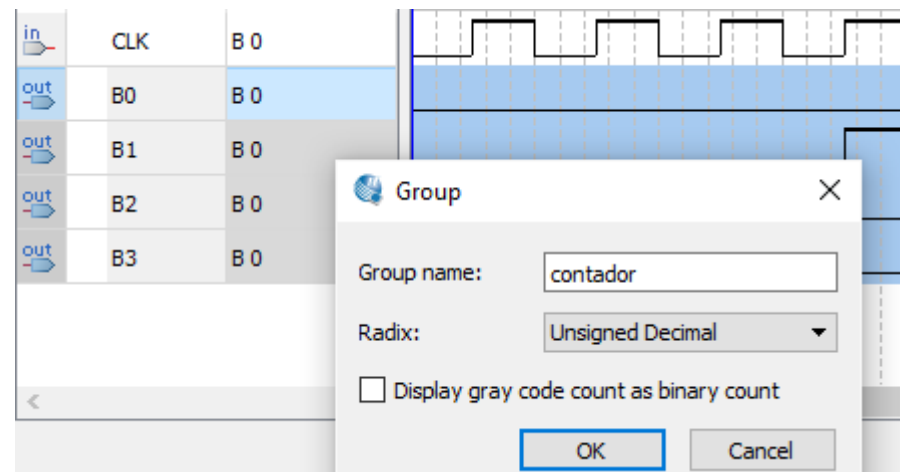 in CLK B 0
out B0 B 0
out B1 B 0
out B2 B 0
out B3 B 0
Group
Group name: contador
Radix: Unsigned Decimal
Display gray code count as binary count
OK Cancel